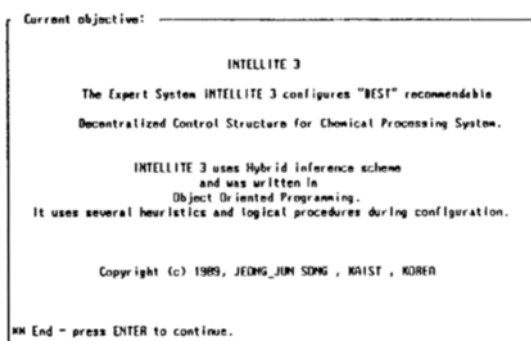 Current objective:
INTELLITE 3
The Expert System INTELLITE 3 configures "BEST" recommendable
Decentralized Control Structure for Chemical Processing System.
INTELLITE 3 uses Hybrid inference scheme
and was written in
Object Oriented Programming.
It uses several heuristics and logical procedures during configuration.
Copyright (c) 1989, JEONG_JUN SONG , KAIST , KOREA
** End - press ENTER to continue.